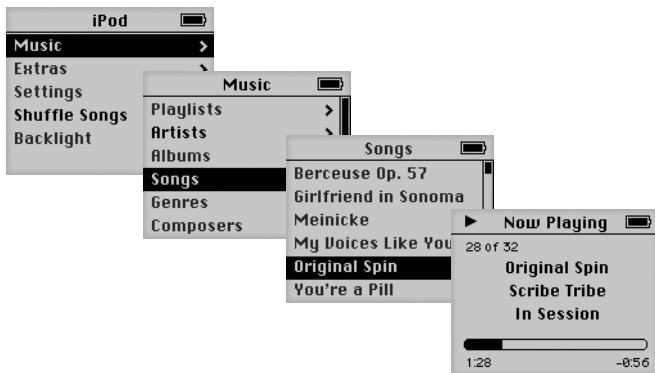 iPod
Music >
Extras >
Settings
Shuffle Songs
Backlight
Music
Playlists >
Artists >
Albums
Songs
Genres
Composers
Songs
Berceuse Op. 57
Girlfriend in Sonoma
Meinicke
My Voices Like You
Original Spin
You're a Pill
Now Playing
28 of 32
Original Spin
Scribe Tribe
In Session
1:28 -0:56